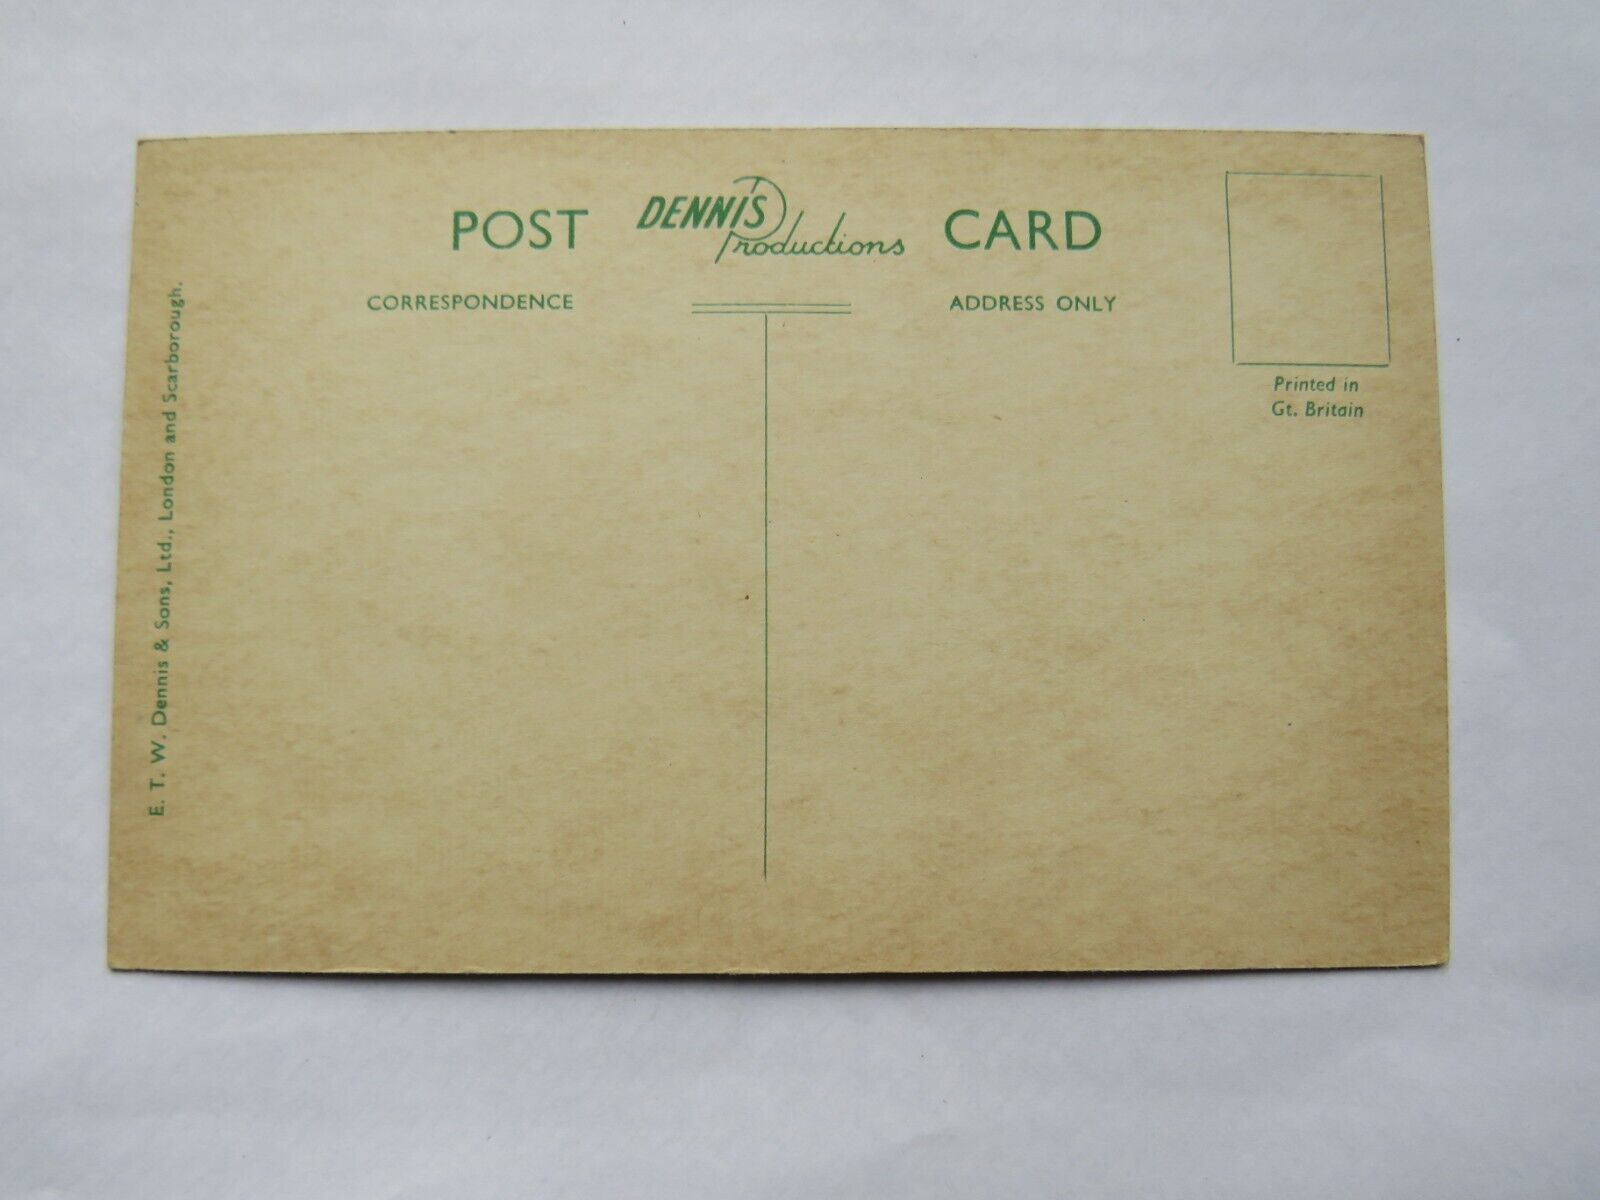 POST DENNIS Productions CARD
CORRESPONDENCE
ADDRESS ONLY
Printed in
Gt. Britain
E. T. W. Dennis & Sons, Ltd., London and Scarborough.